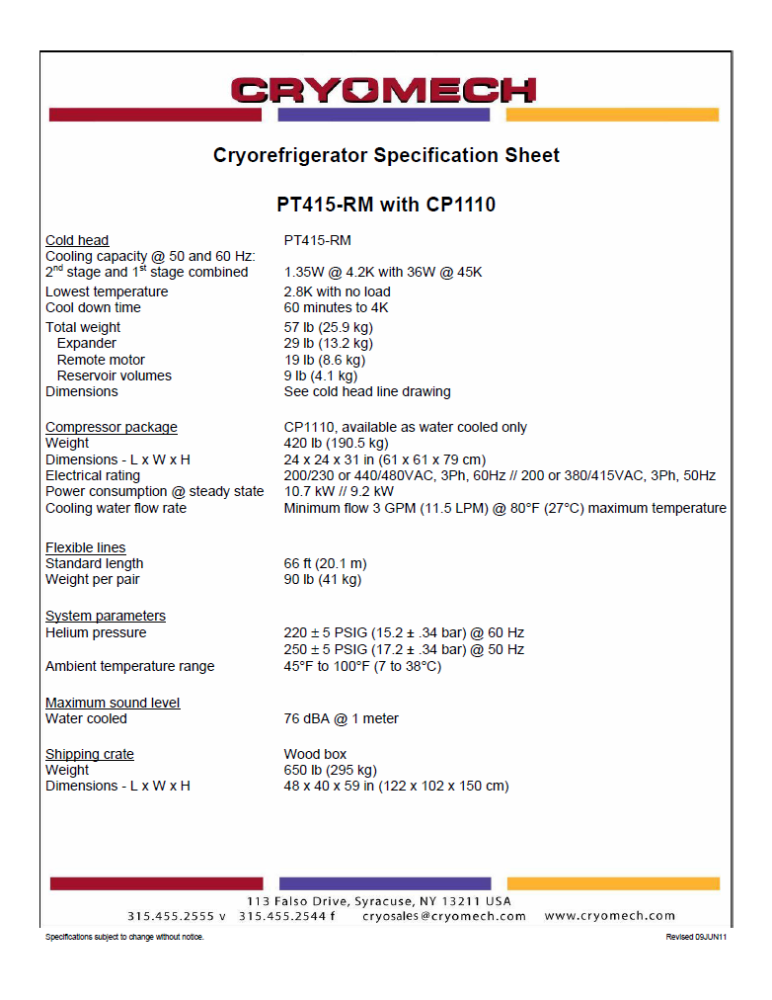 CRYOMECH
Cryorefrigerator Specification Sheet
PT415-RM with CP1110
Cold head PT415-RM
Cooling capacity @ 50 and 60 Hz:
2nd stage and 1st stage combined 1.35W @ 4.2K with 36W @ 45K
Lowest temperature 2.8K with no load
Cool down time 60 minutes to 4K
Total weight 57 lb (25.9 kg)
Expander 29 lb (13.2 kg)
Remote motor 19 lb (8.6 kg)
Reservoir volumes 9 lb (4.1 kg)
Dimensions See cold head line drawing
Compressor package CP1110, available as water cooled only
Weight 420 lb (190.5 kg)
Dimensions - L x W x H 24 x 24 x 31 in (61 x 61 x 79 cm)
Electrical rating 200/230 or 440/480VAC, 3Ph, 60Hz // 200 or 380/415VAC, 3Ph, 50Hz
Power consumption @ steady state 10.7 kW // 9.2 kW
Cooling water flow rate Minimum flow 3 GPM (11.5 LPM) @ 80°F (27°C) maximum temperature
Flexible lines
Standard length 66 ft (20.1 m)
Weight per pair 90 lb (41 kg)
System parameters
Helium pressure 220 ± 5 PSIG (15.2 ± .34 bar) @ 60 Hz
250 ± 5 PSIG (17.2 ± .34 bar) @ 50 Hz
Ambient temperature range 45°F to 100°F (7 to 38°C)
Maximum sound level
Water cooled 76 dBA @ 1 meter
Shipping crate Wood box
Weight 650 lb (295 kg)
Dimensions - L x W x H 48 x 40 x 59 in (122 x 102 x 150 cm)
113 Falso Drive, Syracuse, NY 13211 USA
315.455.2555 v 315.455.2544 f cryosales@cryomech.com www.cryomech.com
Specifications subject to change without notice. Revised 09JUN11